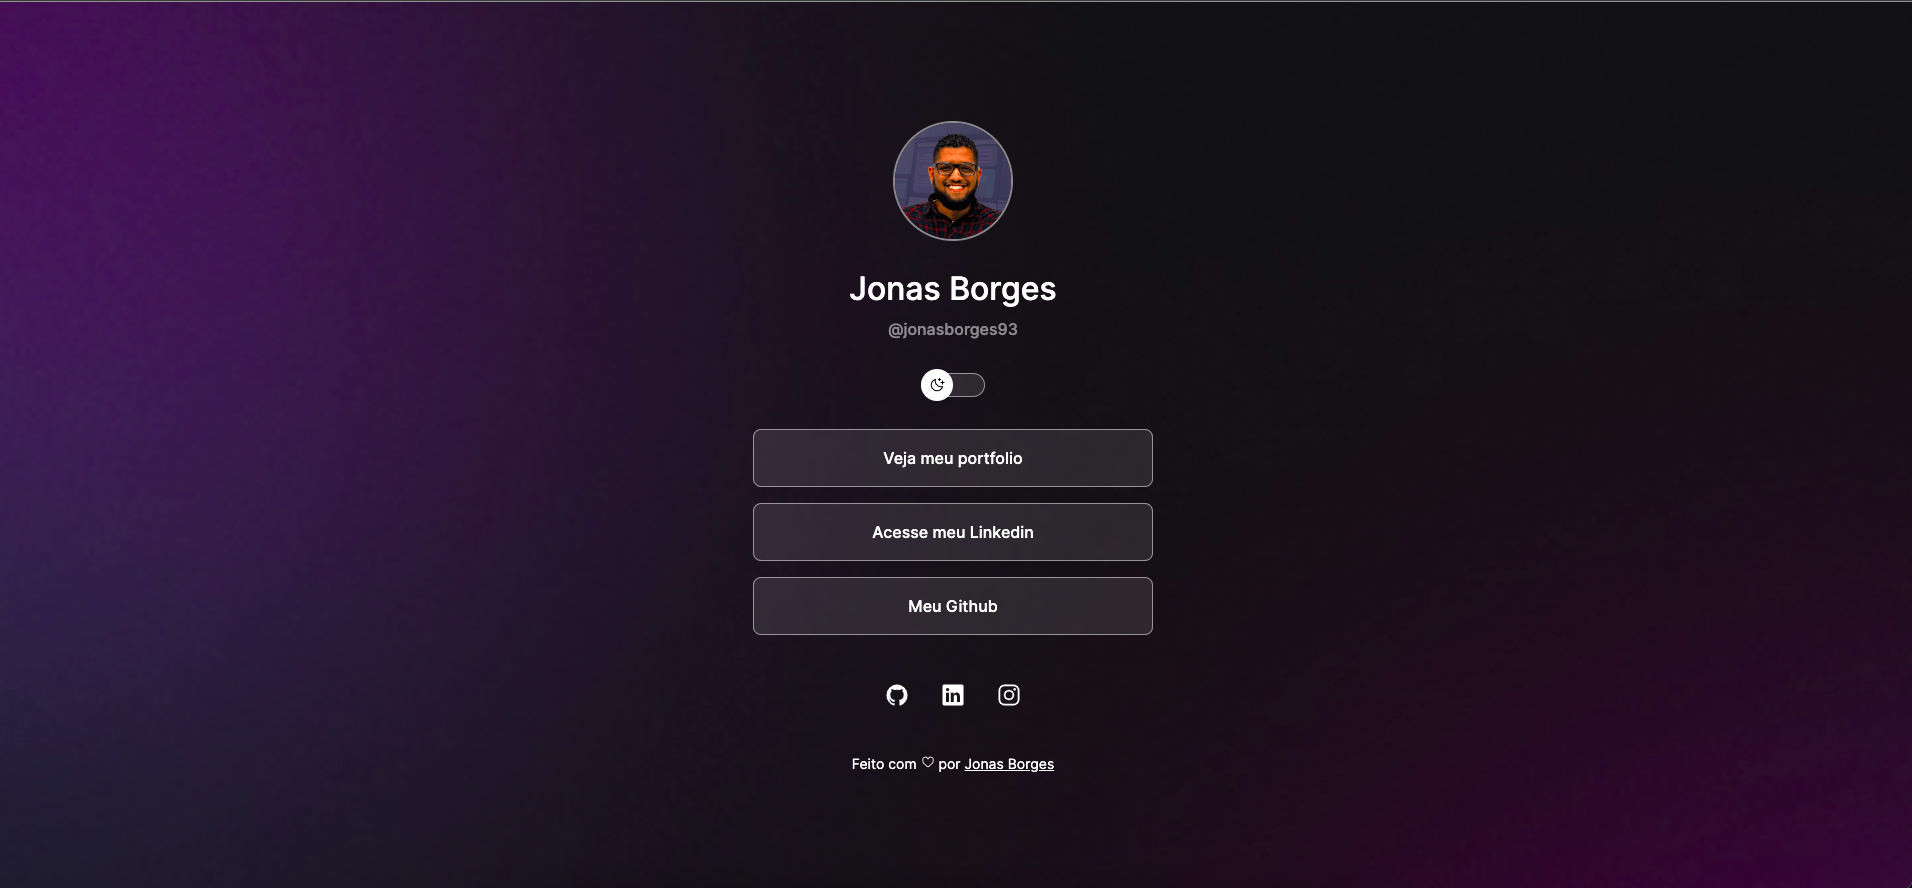 Jonas Borges
@jonasborges93
Veja meu portfolio
Acesse meu Linkedin
Meu Github
Feito com ♡ por Jonas Borges